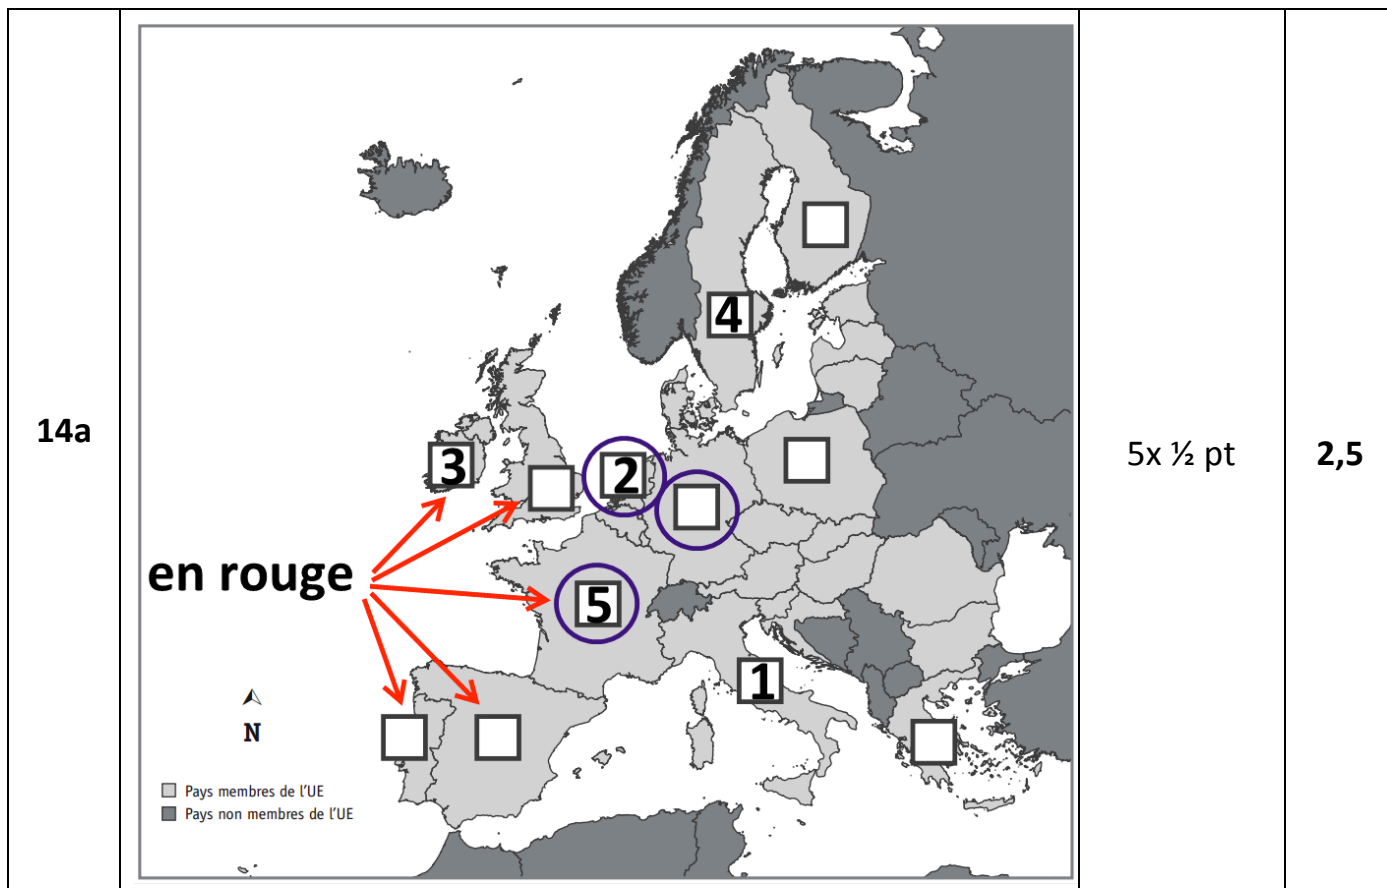 14a
4
3
2
5x ½ pt
2,5
en rouge
5
1
N
Pays membres de l'UE
Pays non membres de l'UE